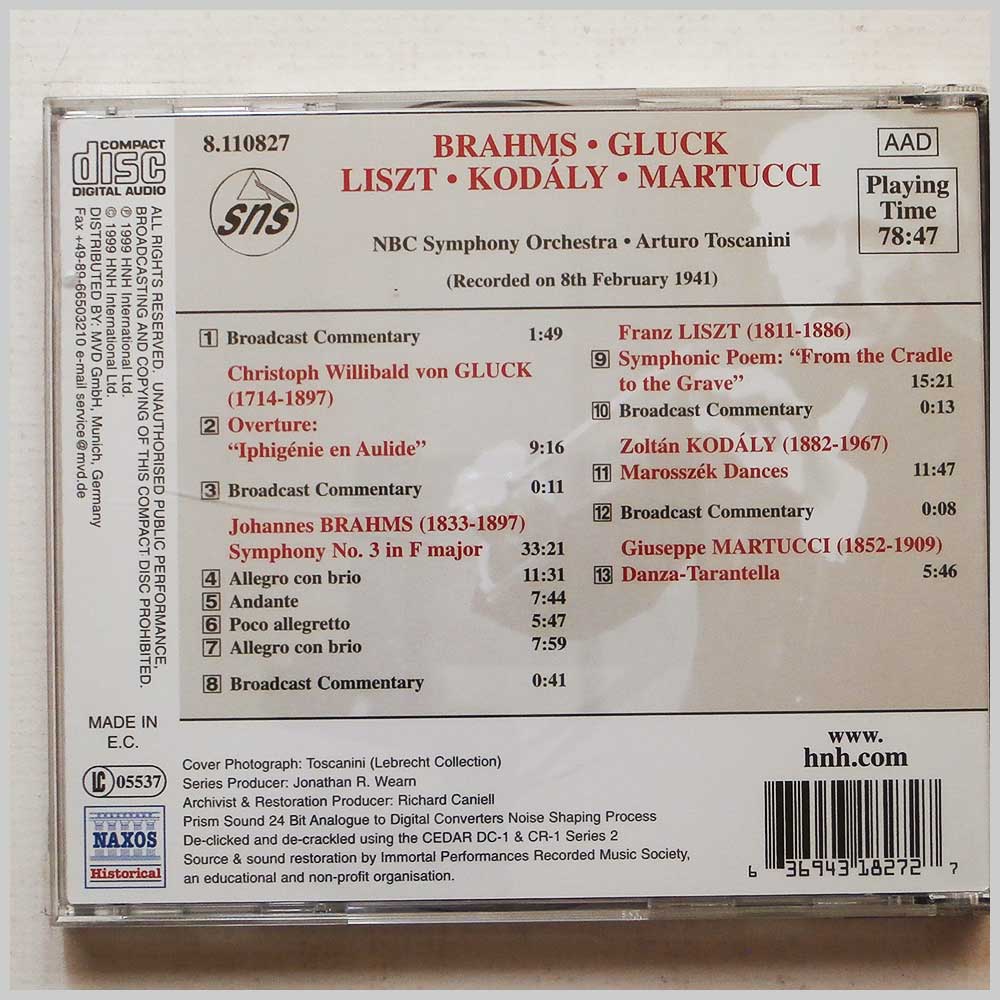 COMPACT
disc
DIGITAL AUDIO
ALL RIGHTS RESERVED. UNAUTHORISED PUBLIC PERFORMANCE,
BROADCASTING AND COPYING OF THIS COMPACT DISC PROHIBITED.
℗ 1999 HNH International Ltd.
© 1999 HNH International Ltd.
DISTRIBUTED BY: MVD GmbH, Munich, Germany
Fax +49-89-66503210 e-mail service@mvd.de
MADE IN
E.C.
LC 05537
NAXOS
Historical
8.110827
sns
BRAHMS • GLUCK
LISZT • KODÁLY • MARTUCCI
NBC Symphony Orchestra • Arturo Toscanini
(Recorded on 8th February 1941)
AAD
Playing
Time
78:47
1 Broadcast Commentary 1:49
Christoph Willibald von GLUCK
(1714-1897)
2 Overture:
“Iphigénie en Aulide” 9:16
3 Broadcast Commentary 0:11
Johannes BRAHMS (1833-1897)
Symphony No. 3 in F major 33:21
4 Allegro con brio 11:31
5 Andante 7:44
6 Poco allegretto 5:47
7 Allegro con brio 7:59
8 Broadcast Commentary 0:41
Franz LISZT (1811-1886)
9 Symphonic Poem: “From the Cradle
to the Grave” 15:21
10 Broadcast Commentary 0:13
Zoltán KODÁLY (1882-1967)
11 Marosszék Dances 11:47
12 Broadcast Commentary 0:08
Giuseppe MARTUCCI (1852-1909)
13 Danza-Tarantella 5:46
Cover Photograph: Toscanini (Lebrecht Collection)
Series Producer: Jonathan R. Wearn
Archivist & Restoration Producer: Richard Caniell
Prism Sound 24 Bit Analogue to Digital Converters Noise Shaping Process
De-clicked and de-crackled using the CEDAR DC-1 & CR-1 Series 2
Source & sound restoration by Immortal Performances Recorded Music Society,
an educational and non-profit organisation.
www.
hnh.com
6 36943 18272 7